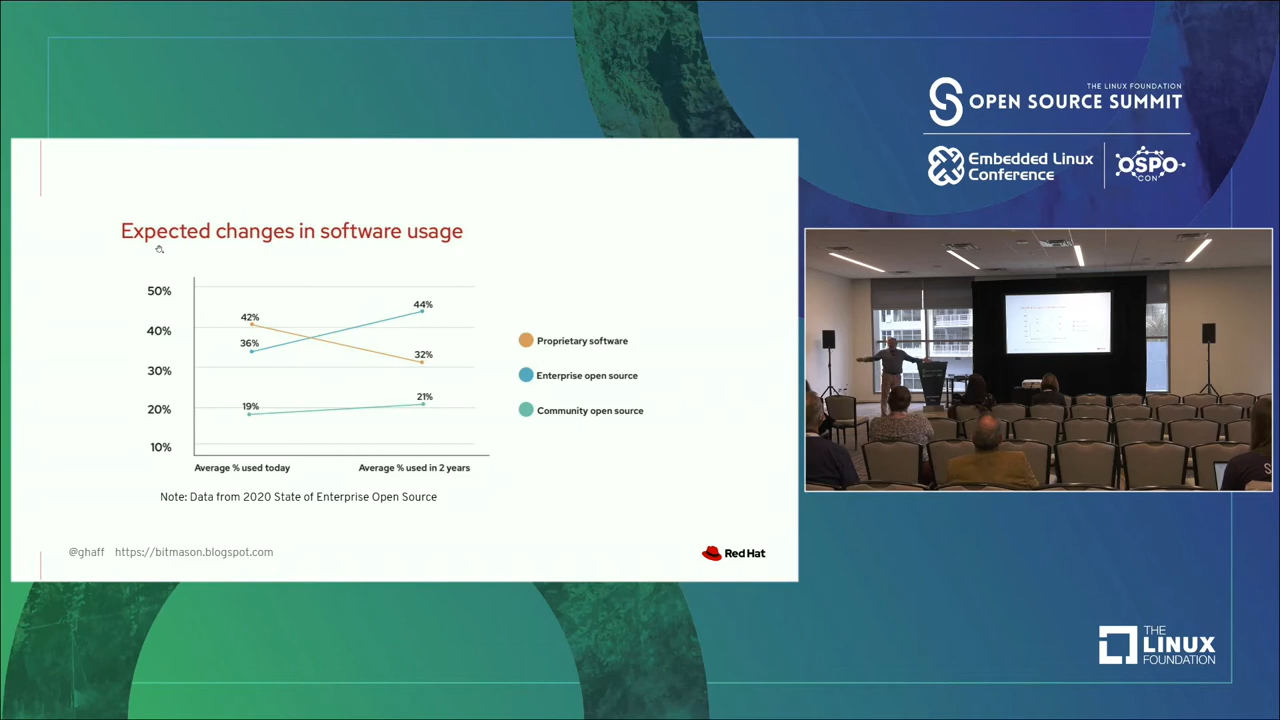 THE LINUX FOUNDATION
OPEN SOURCE SUMMIT
Embedded Linux
Conference
OSPO
CON
Expected changes in software usage
50%
40%
30%
20%
10%
42%
36%
19%
44%
32%
21%
Average % used today
Average % used in 2 years
Proprietary software
Enterprise open source
Community open source
Note: Data from 2020 State of Enterprise Open Source
@ghaff https://bitmason.blogspot.com
Red Hat
THE
LINUX
FOUNDATION